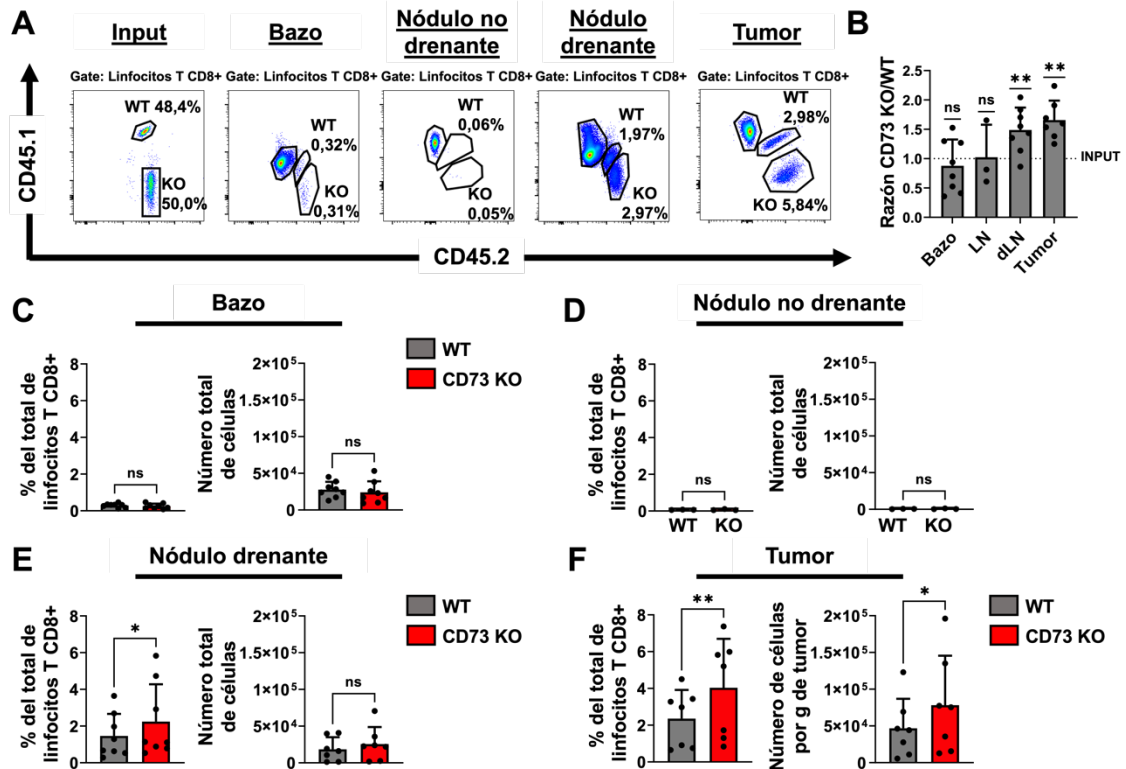 A
Input
Bazo
Nódulo no
drenante
Nódulo
drenante
Tumor
Gate: Linfocitos T CD8+
Gate: Linfocitos T CD8+
Gate: Linfocitos T CD8+
Gate: Linfocitos T CD8+
Gate: Linfocitos T CD8+
CD45.1
WT 48,4%
KO
50,0%
WT
0,32%
KO
0,31%
WT
0,06%
KO
0,05%
WT
1,97%
KO
2,97%
WT
2,98%
KO 5,84%
CD45.2
B
Razón CD73 KO/WT
2.5
2.0
1.5
1.0
0.5
0.0
ns
ns
**
**
INPUT
Bazo
LN
dLN
Tumor
C
Bazo
% del total de
linfocitos T CD8+
8
6
4
2
0
ns
Número total
de células
2×10⁵
1×10⁵
1×10⁵
5×10⁴
0
ns
WT
CD73 KO
D
Nódulo no drenante
% del total de
linfocitos T CD8+
8
6
4
2
0
ns
WT
KO
Número total
de células
2×10⁵
2×10⁵
1×10⁵
5×10⁴
0
ns
WT
KO
E
Nódulo drenante
% del total de
linfocitos T CD8+
8
6
4
2
0
*
Número total
de células
2×10⁵
2×10⁵
1×10⁵
5×10⁴
0
ns
WT
CD73 KO
F
Tumor
% del total de
linfocitos T CD8+
8
6
4
2
0
**
Número de células
por g de tumor
2×10⁵
2×10⁵
1×10⁵
5×10⁴
0
*
WT
CD73 KO